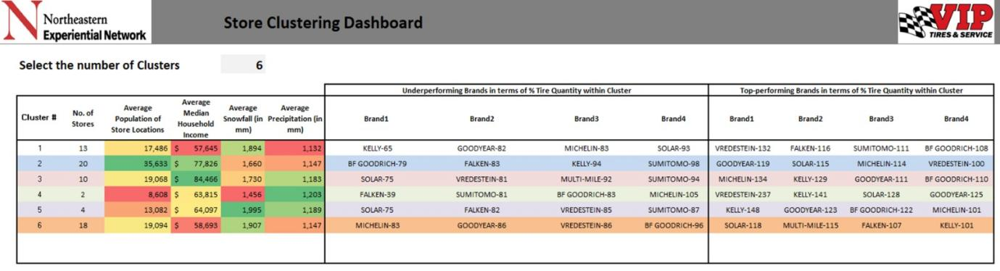 Northeastern
Experiential Network
Store Clustering Dashboard
VIP
TIRES & SERVICE
Select the number of Clusters 6
Underperforming Brands in terms of % Tire Quantity within Cluster Top-performing Brands in terms of % Tire Quantity within Cluster
Cluster # No. of Stores Average Population of Store Locations Average Median Household Income Average Snowfall (in mm) Average Precipitation (in mm) Brand1 Brand2 Brand3 Brand4 Brand1 Brand2 Brand3 Brand4
1 13 17,486 $ 57,645 1,894 1,132 KELLY-65 GOODYEAR-82 MICHELIN-83 SOLAR-93 VREDESTEIN-132 FALKEN-116 SUMITOMO-111 BF GOODRICH-108
2 20 35,633 $ 77,826 1,660 1,147 BF GOODRICH-79 FALKEN-83 KELLY-94 SUMITOMO-98 GOODYEAR-119 SOLAR-115 MICHELIN-114 VREDESTEIN-100
3 10 19,068 $ 84,466 1,730 1,183 SOLAR-75 VREDESTEIN-81 MULTI-MILE-92 SUMITOMO-94 MICHELIN-134 KELLY-129 GOODYEAR-111 BF GOODRICH-110
4 2 8,608 $ 63,815 1,456 1,203 FALKEN-39 SUMITOMO-81 BF GOODRICH-83 MICHELIN-105 VREDESTEIN-237 KELLY-141 SOLAR-128 GOODYEAR-125
5 4 13,082 $ 64,097 1,995 1,189 SOLAR-75 FALKEN-82 VREDESTEIN-85 SUMITOMO-87 KELLY-148 GOODYEAR-123 BF GOODRICH-122 MICHELIN-101
6 18 19,094 $ 58,693 1,907 1,147 MICHELIN-83 GOODYEAR-86 VREDESTEIN-86 BF GOODRICH-96 SOLAR-118 MULTI-MILE-115 FALKEN-107 KELLY-101